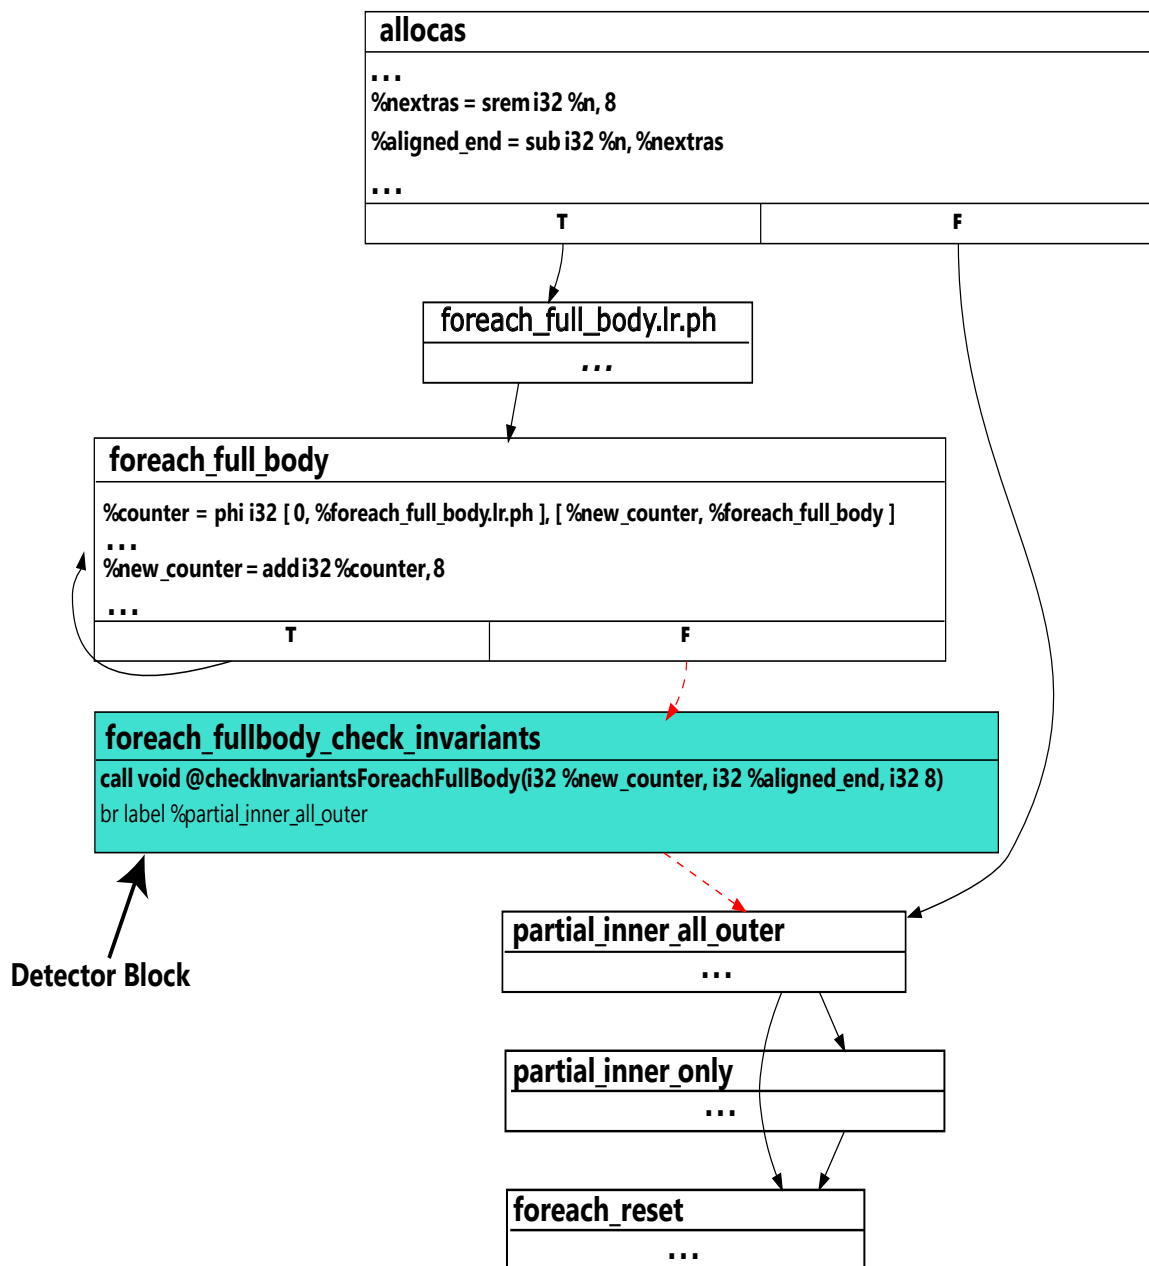 allocas
...
%nextras = srem i32 %n, 8
%aligned_end = sub i32 %n, %nextras
...
T F
foreach_full_body.lr.ph
...
foreach_full_body
%counter = phi i32 [ 0, %foreach_full_body.lr.ph ], [ %new_counter, %foreach_full_body ]
...
%new_counter = add i32 %counter, 8
...
T F
foreach_fullbody_check_invariants
call void @checkInvariantsForeachFullBody(i32 %new_counter, i32 %aligned_end, i32 8)
br label %partial_inner_all_outer
partial_inner_all_outer
...
Detector Block
partial_inner_only
...
foreach_reset
...